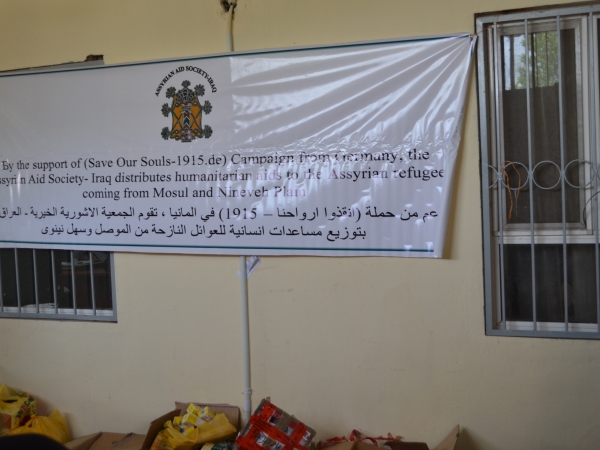 ASSYRIAN AID SOCIETY-IRAQ
By the support of (Save Our Souls-1915.de) Campaign from Germany, the
ssyrian Aid Society- Iraq distributes humanitarian aids to the Assyrian refugee
coming from Mosul and Nineveh Plain
عم من حملة (انقذوا ارواحنا – 1915) في المانيا ، تقوم الجمعية الاشورية الخيرية - العراق
بتوزيع مساعدات انسانية للعوائل النازحة من الموصل وسهل نينوى